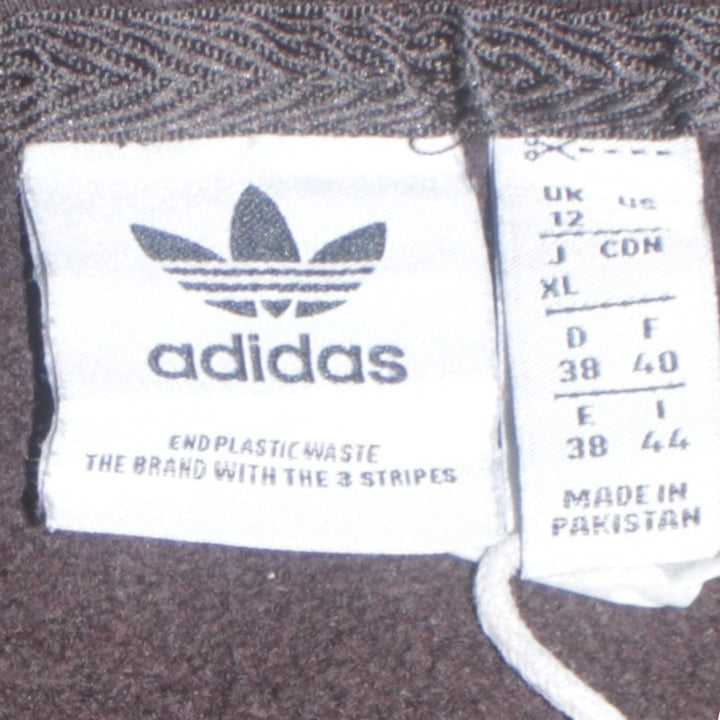 adidas
END PLASTIC WASTE
THE BRAND WITH THE 3 STRIPES
UK US
12
J CDN
XL
D F
38 40
E I
38 44
MADE IN
PAKISTAN